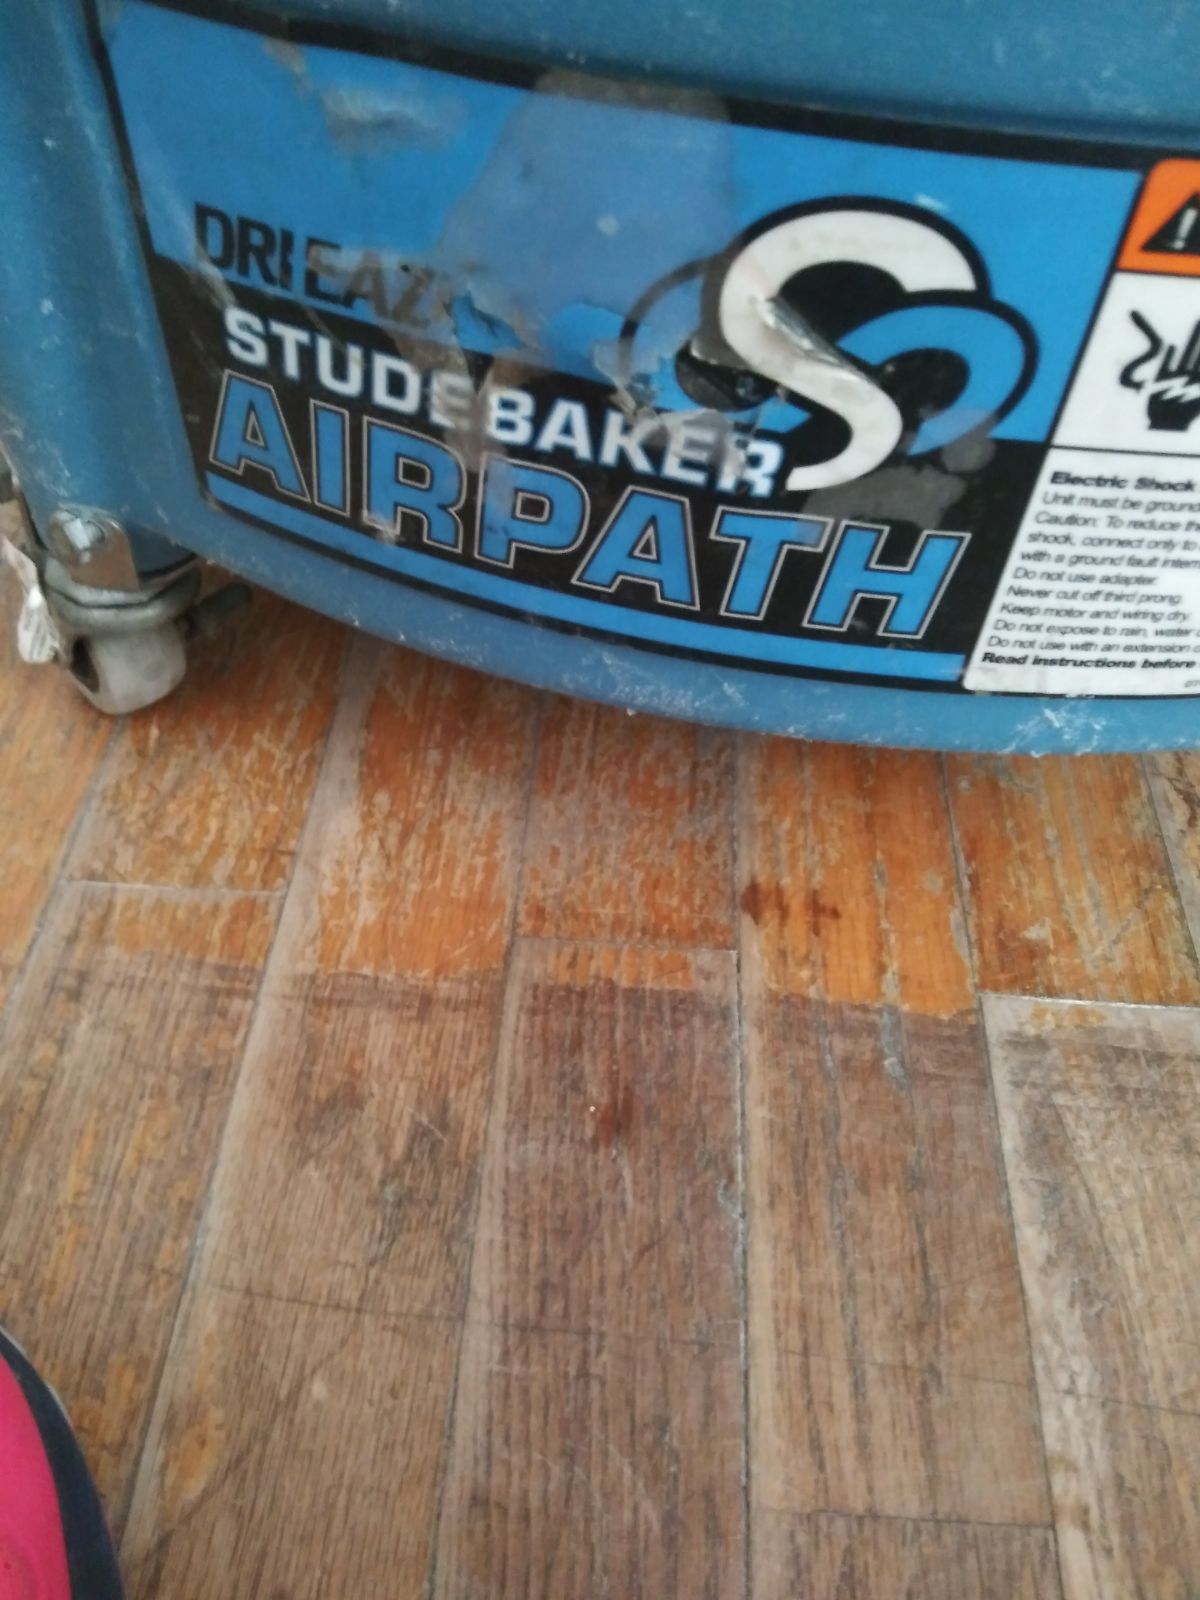 DRI EAZ
STUDEBAKER
AIRPATH
S
Electric Shock
Unit must be ground
Caution: To reduce the
shock, connect only to
with a ground fault inter
Do not use adapter.
Never cut off third prong.
Keep motor and wiring dry.
Do not expose to rain, water
Do not use with an extension
Read instructions before